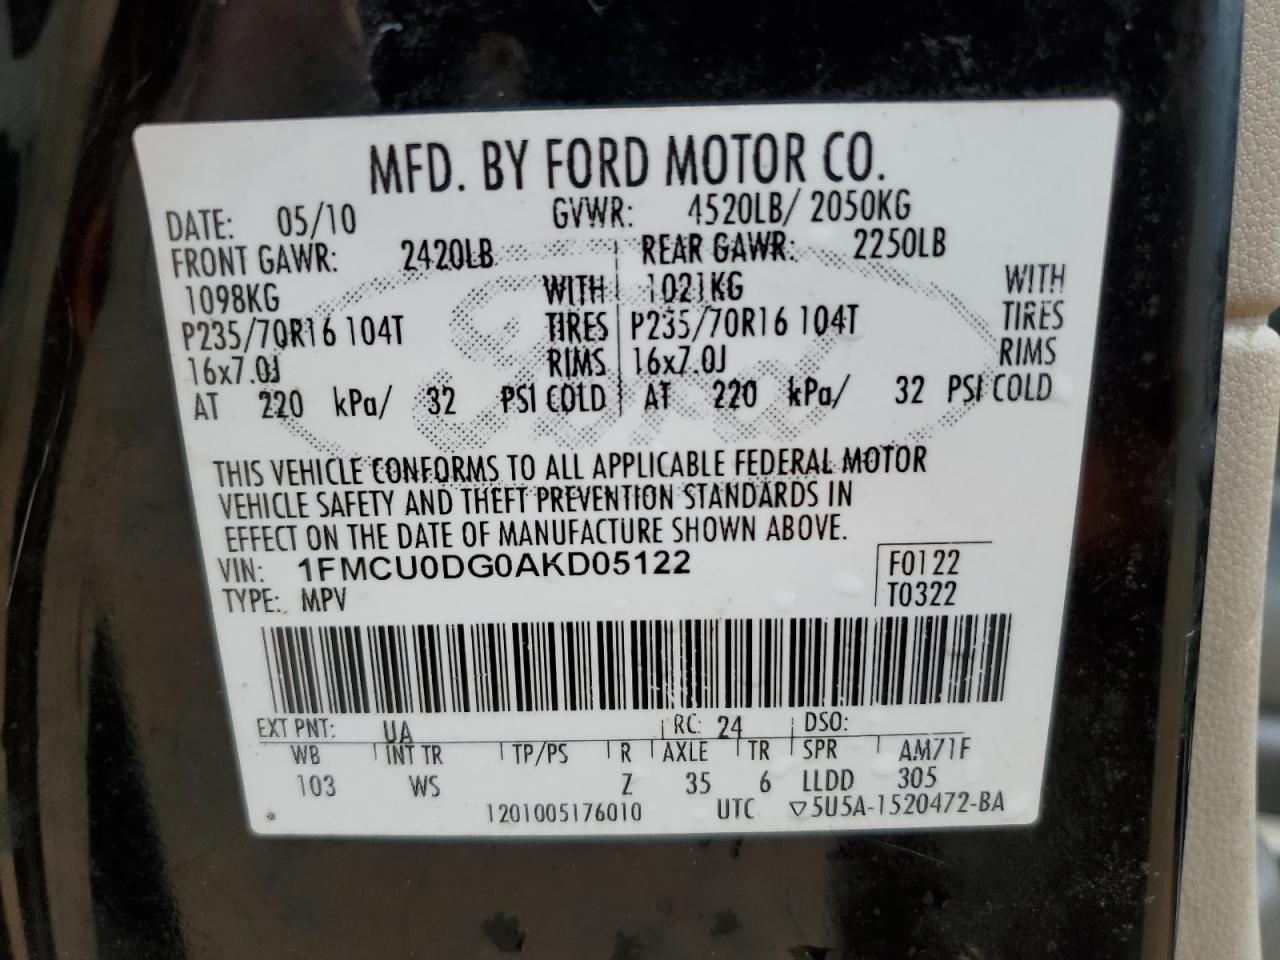 MFD. BY FORD MOTOR CO.
DATE: 05/10 GVWR: 4520LB/ 2050KG
FRONT GAWR: 2420LB REAR GAWR: 2250LB
1098KG WITH 1021KG WITH
P235/70R16 104T TIRES P235/70R16 104T TIRES
16x7.0J RIMS 16x7.0J RIMS
AT 220 kPa/ 32 PSI COLD AT 220 kPa/ 32 PSI COLD
Ford
THIS VEHICLE CONFORMS TO ALL APPLICABLE FEDERAL MOTOR
VEHICLE SAFETY AND THEFT PREVENTION STANDARDS IN
EFFECT ON THE DATE OF MANUFACTURE SHOWN ABOVE.
VIN: 1FMCU0DG0AKD05122 F0122
TYPE: MPV T0322
EXT PNT: UA RC: 24 DSO:
WB INT TR TP/PS R AXLE TR SPR AM71F
103 WS Z 35 6 LLDD 305
1201005176010 UTC ▽5U5A-1520472-BA